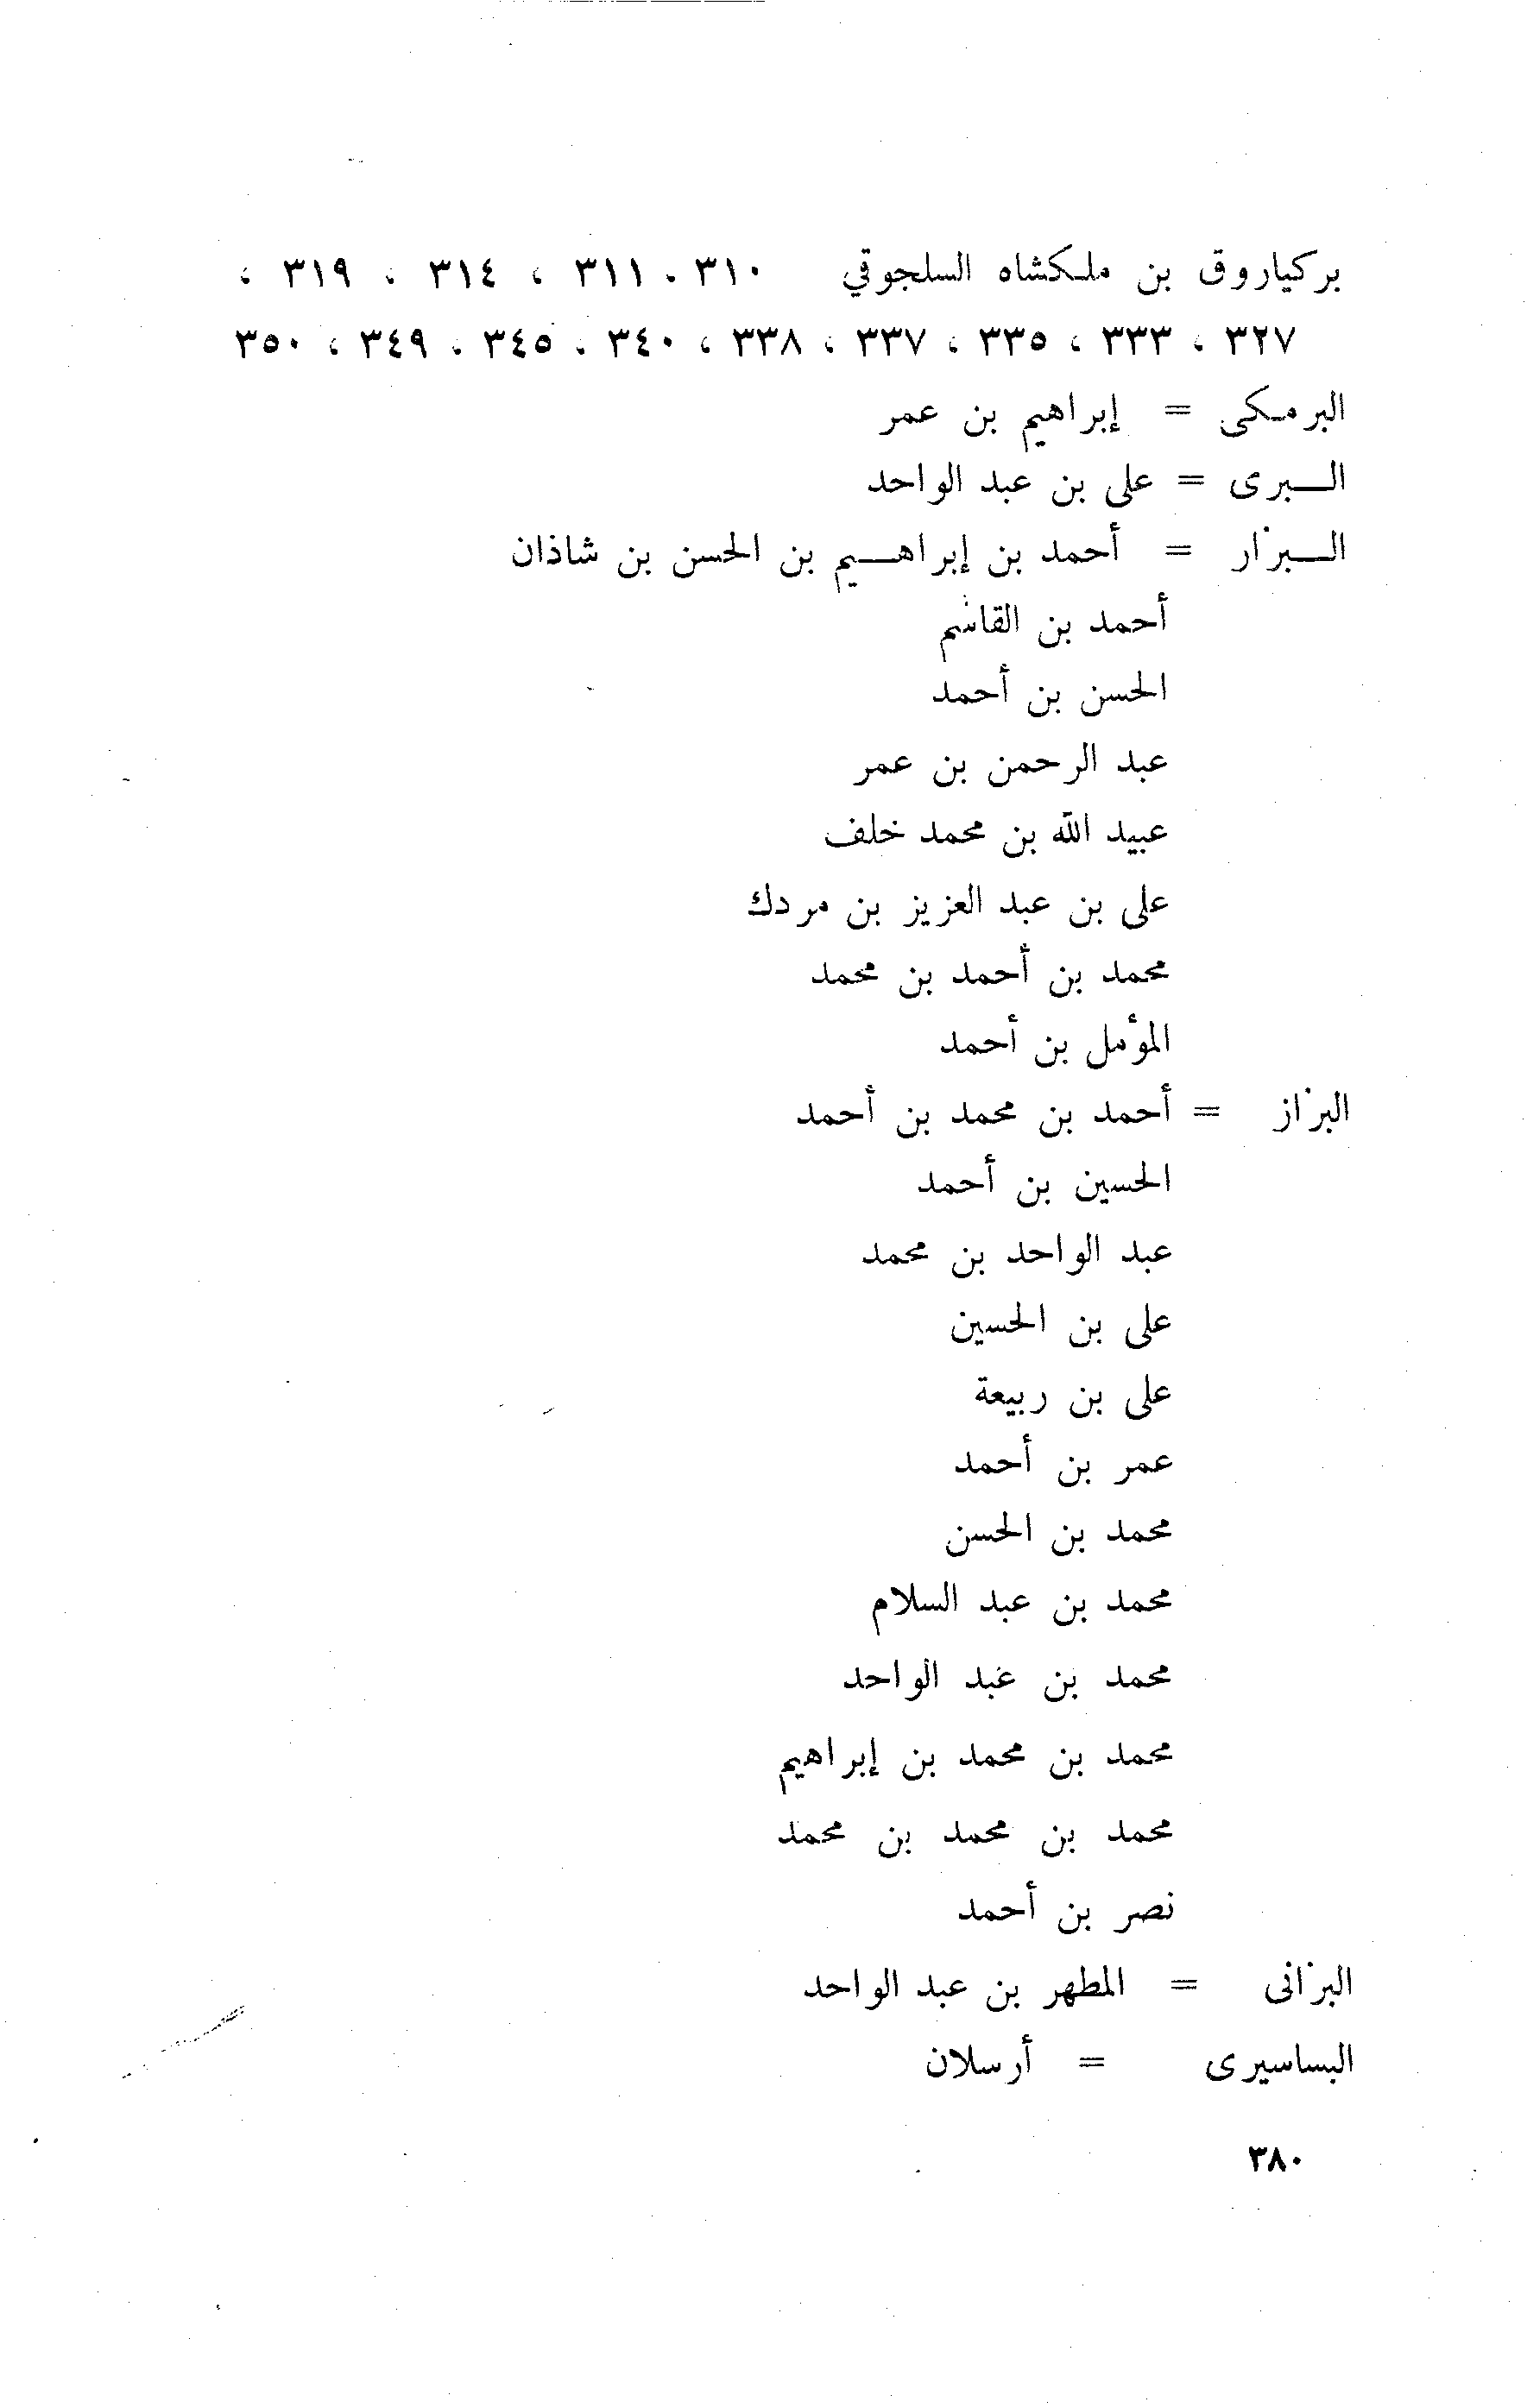 بركياروق بن ملكشاه السلجوقي ٣١٠ ، ٣١١ ، ٣١٤ ، ٣١٩ ،
٣٢٧ ، ٣٣٣ ، ٣٣٥ ، ٣٣٧ ، ٣٣٨ ، ٣٤٠ ، ٣٤٥ ، ٣٤٩ ، ٣٥٠
البرمكى = إبراهيم بن عمر
البرى = على بن عبد الواحد
البزار = أحمد بن إبراهيم بن الحسن بن شاذان
أحمد بن القاسم
الحسن بن أحمد
عبد الرحمن بن عمر
عبيد الله بن محمد خلف
على بن عبد العزيز بن مردك
محمد بن أحمد بن محمد
المؤمل بن أحمد
البزاز = أحمد بن محمد بن أحمد
الحسين بن أحمد
عبد الواحد بن محمد
على بن الحسين
على بن ربيعة
عمر بن أحمد
محمد بن الحسن
محمد بن عبد السلام
محمد بن عبد الواحد
محمد بن محمد بن إبراهيم
محمد بن محمد بن محمد
نصر بن أحمد
البزانى = المطهر بن عبد الواحد
البساسيرى = أرسلان
٣٨٠